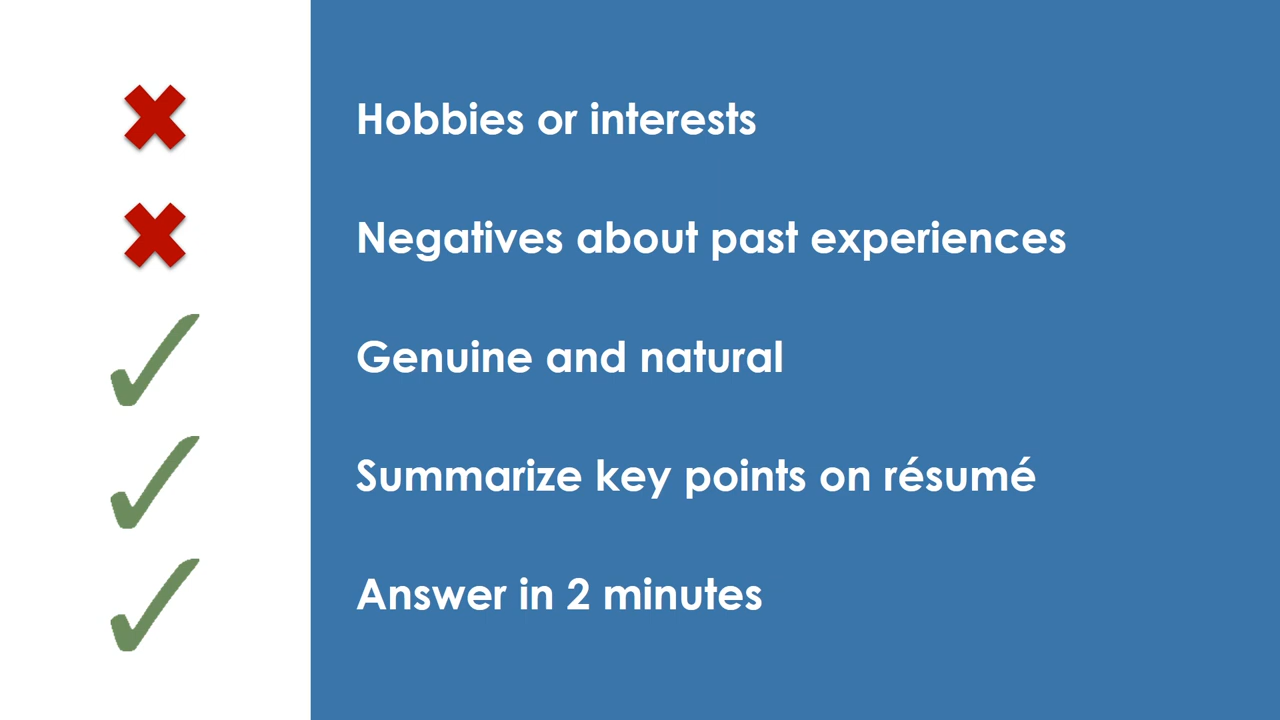 Hobbies or interests
Negatives about past experiences
Genuine and natural
Summarize key points on résumé
Answer in 2 minutes